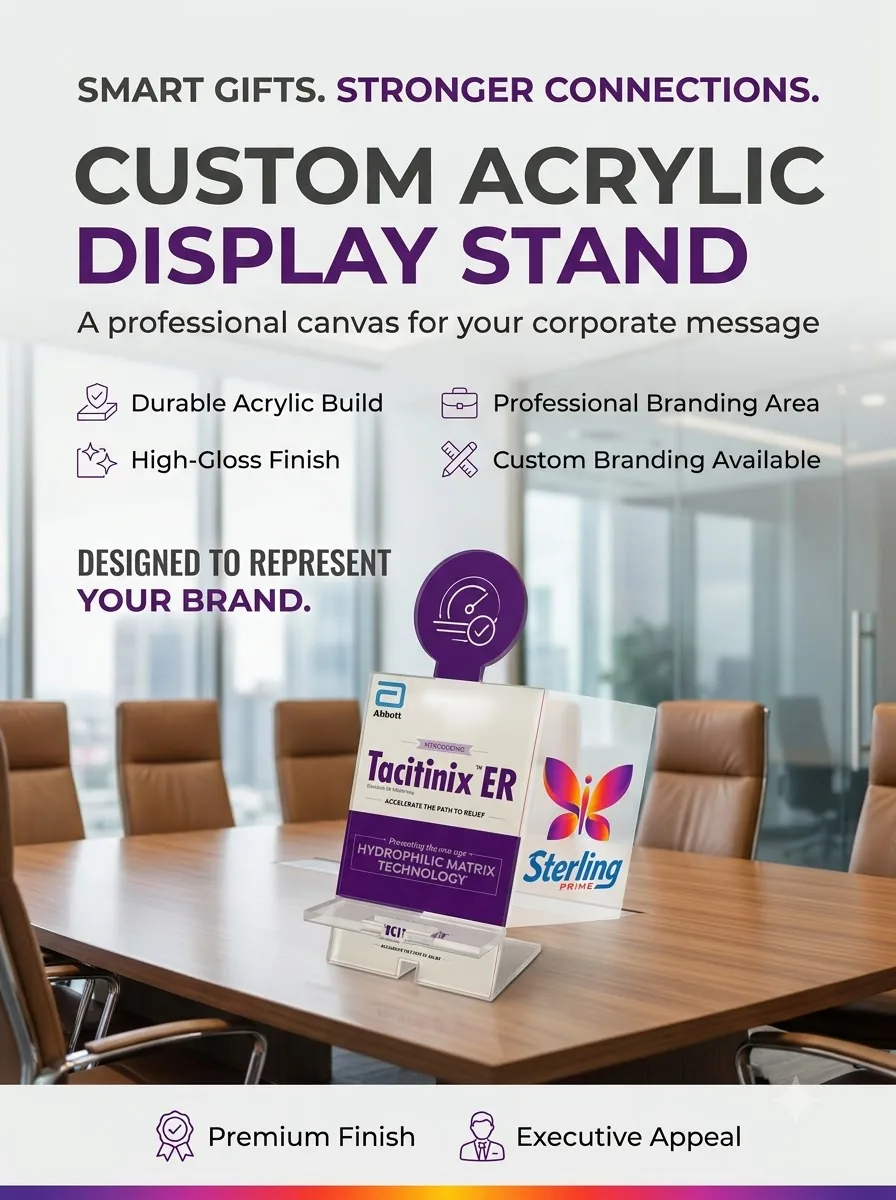 SMART GIFTS. STRONGER CONNECTIONS.
CUSTOM ACRYLIC
DISPLAY STAND
A professional canvas for your corporate message
Durable Acrylic Build
Professional Branding Area
High-Gloss Finish
Custom Branding Available
DESIGNED TO REPRESENT
YOUR BRAND.
Abbott
Tacitinix™ ER
ACCELERATE THE PATH TO RELIEF
HYDROPHILIC MATRIX
TECHNOLOGY
Sterling
PRIME
Premium Finish
Executive Appeal